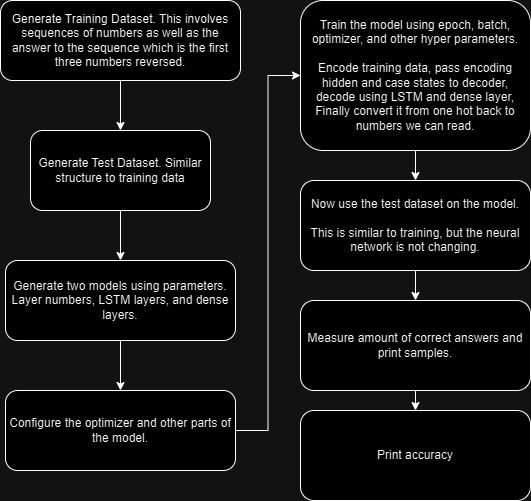 Generate Training Dataset. This involves
sequences of numbers as well as the
answer to the sequence which is the first
three numbers reversed.
Generate Test Dataset. Similar
structure to training data
Generate two models using parameters.
Layer numbers, LSTM layers, and dense
layers.
Configure the optimizer and other parts of
the model.
Train the model using epoch, batch,
optimizer, and other hyper parameters.
Encode training data, pass encoding
hidden and case states to decoder,
decode using LSTM and dense layer,
Finally convert it from one hot back to
numbers we can read.
Now use the test dataset on the model.
This is similar to training, but the neural
network is not changing.
Measure amount of correct answers and
print samples.
Print accuracy